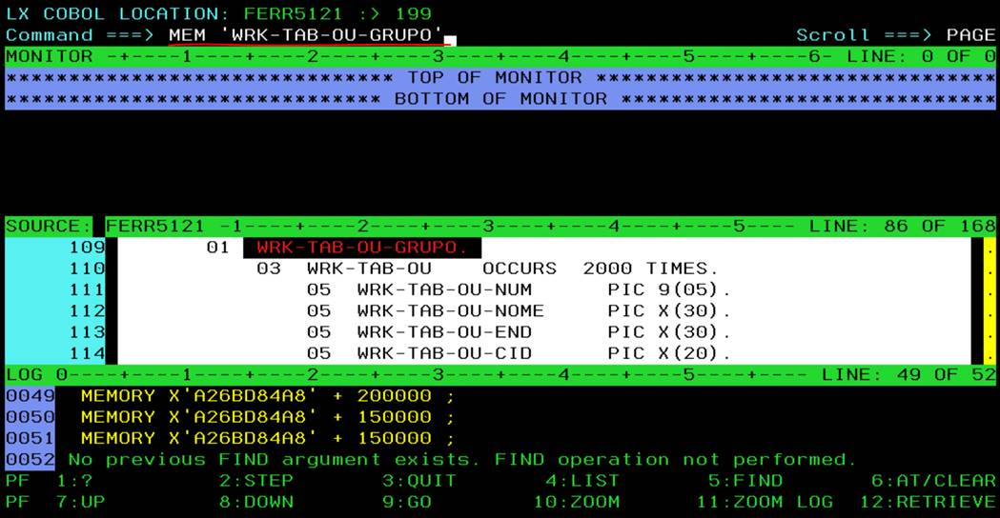 LX COBOL LOCATION: FERR5121 :> 199
Command ===> MEM 'WRK-TAB-OU-GRUPO' Scroll ===> PAGE
MONITOR -+----1----+----2----+----3----+----4----+----5----+----6- LINE: 0 OF 0
******************************* TOP OF MONITOR ********************************
****************************** BOTTOM OF MONITOR ******************************
SOURCE: FERR5121 -1----+----2----+----3----+----4----+----5---- LINE: 86 OF 168
109 01 WRK-TAB-OU-GRUPO. .
110 03 WRK-TAB-OU OCCURS 2000 TIMES. .
111 05 WRK-TAB-OU-NUM PIC 9(05). .
112 05 WRK-TAB-OU-NOME PIC X(30). .
113 05 WRK-TAB-OU-END PIC X(30). .
114 05 WRK-TAB-OU-CID PIC X(20). .
LOG 0----+----1----+----2----+----3----+----4----+----5----+---- LINE: 49 OF 52
0049 MEMORY X'A26BD84A8' + 200000 ;
0050 MEMORY X'A26BD84A8' + 150000 ;
0051 MEMORY X'A26BD84A8' + 150000 ;
0052 No previous FIND argument exists. FIND operation not performed.
PF 1:? 2:STEP 3:QUIT 4:LIST 5:FIND 6:AT/CLEAR
PF 7:UP 8:DOWN 9:GO 10:ZOOM 11:ZOOM LOG 12:RETRIEVE